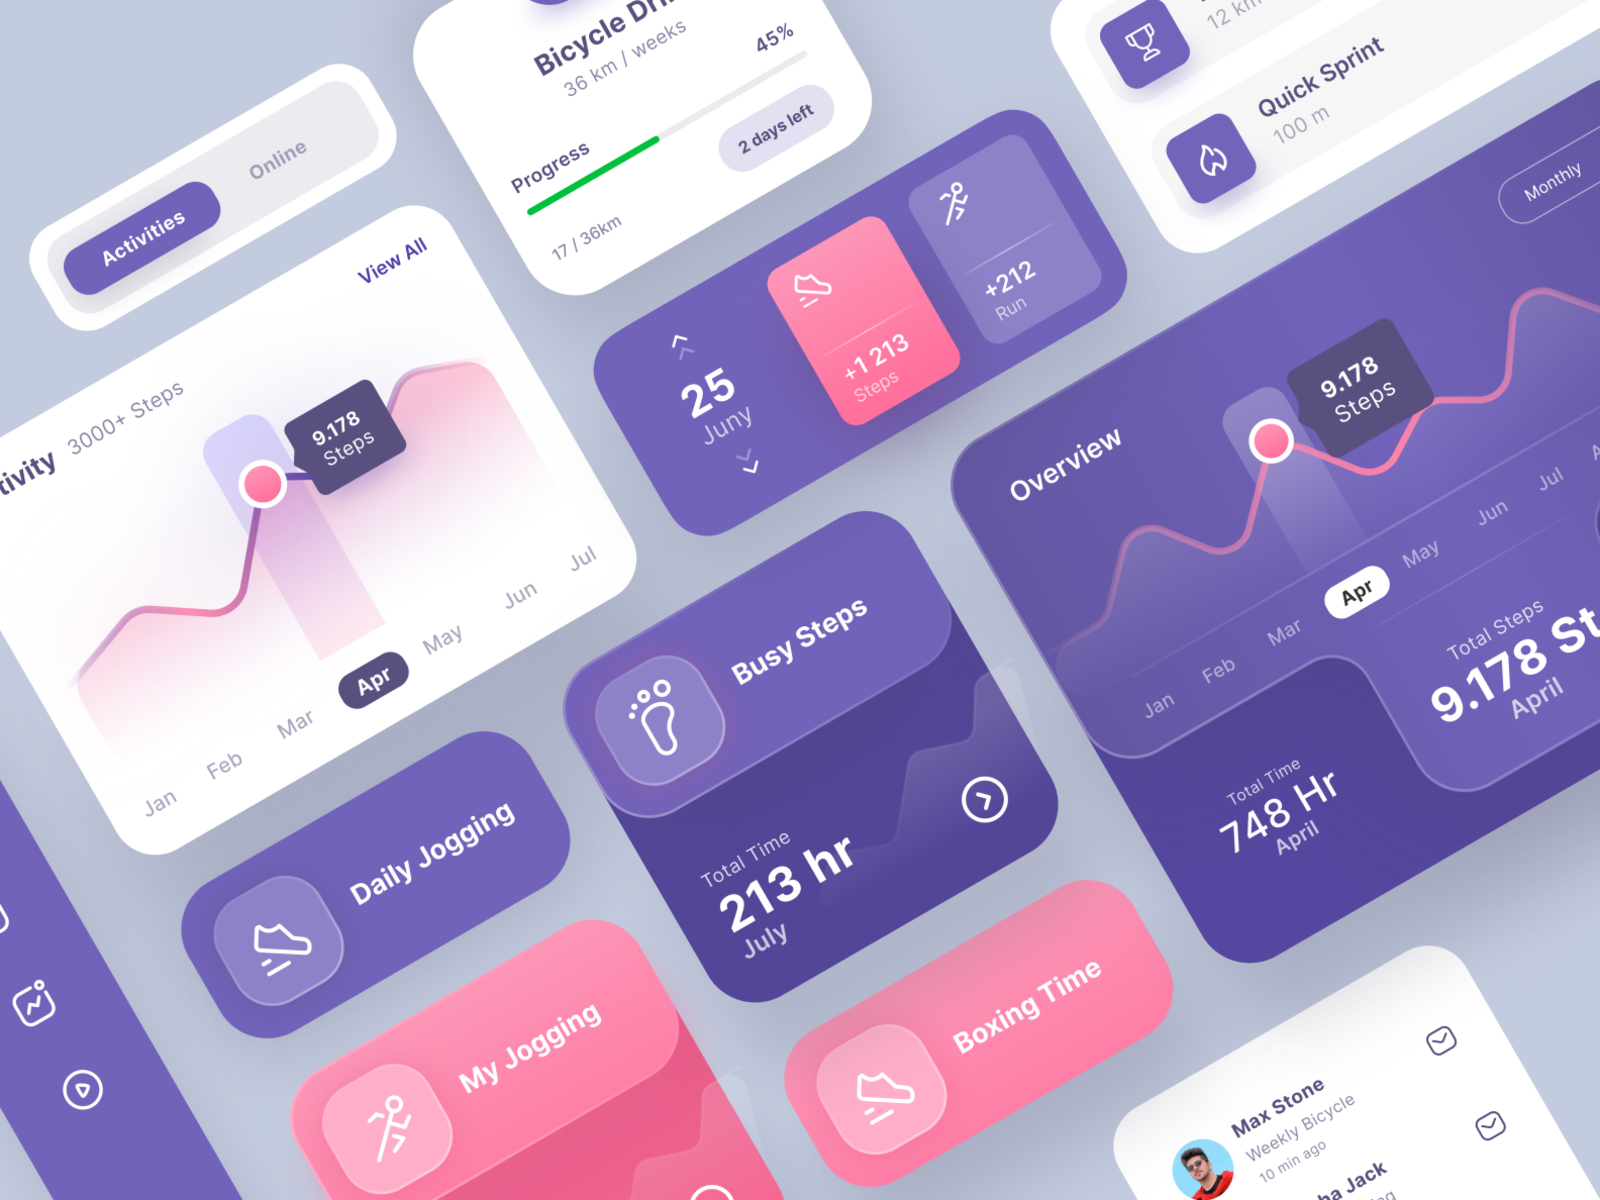 Activities
Online
Bicycle
36 km / weeks
45%
Progress
2 days left
17 / 36km
12 km
Quick Sprint
100 m
View All
3000+ Steps
9.178
Steps
Jan
Feb
Mar
Apr
May
Jun
Jul
25
Juny
+1 213
Steps
+212
Run
Monthly
Overview
9.178
Steps
Jan
Feb
Mar
Apr
May
Jun
Jul
Total Steps
9.178 St
April
Total Time
748 Hr
April
Busy Steps
Total Time
213 hr
July
Daily Jogging
My Jogging
Boxing Time
Max Stone
Weekly Bicycle
10 min ago
Jack